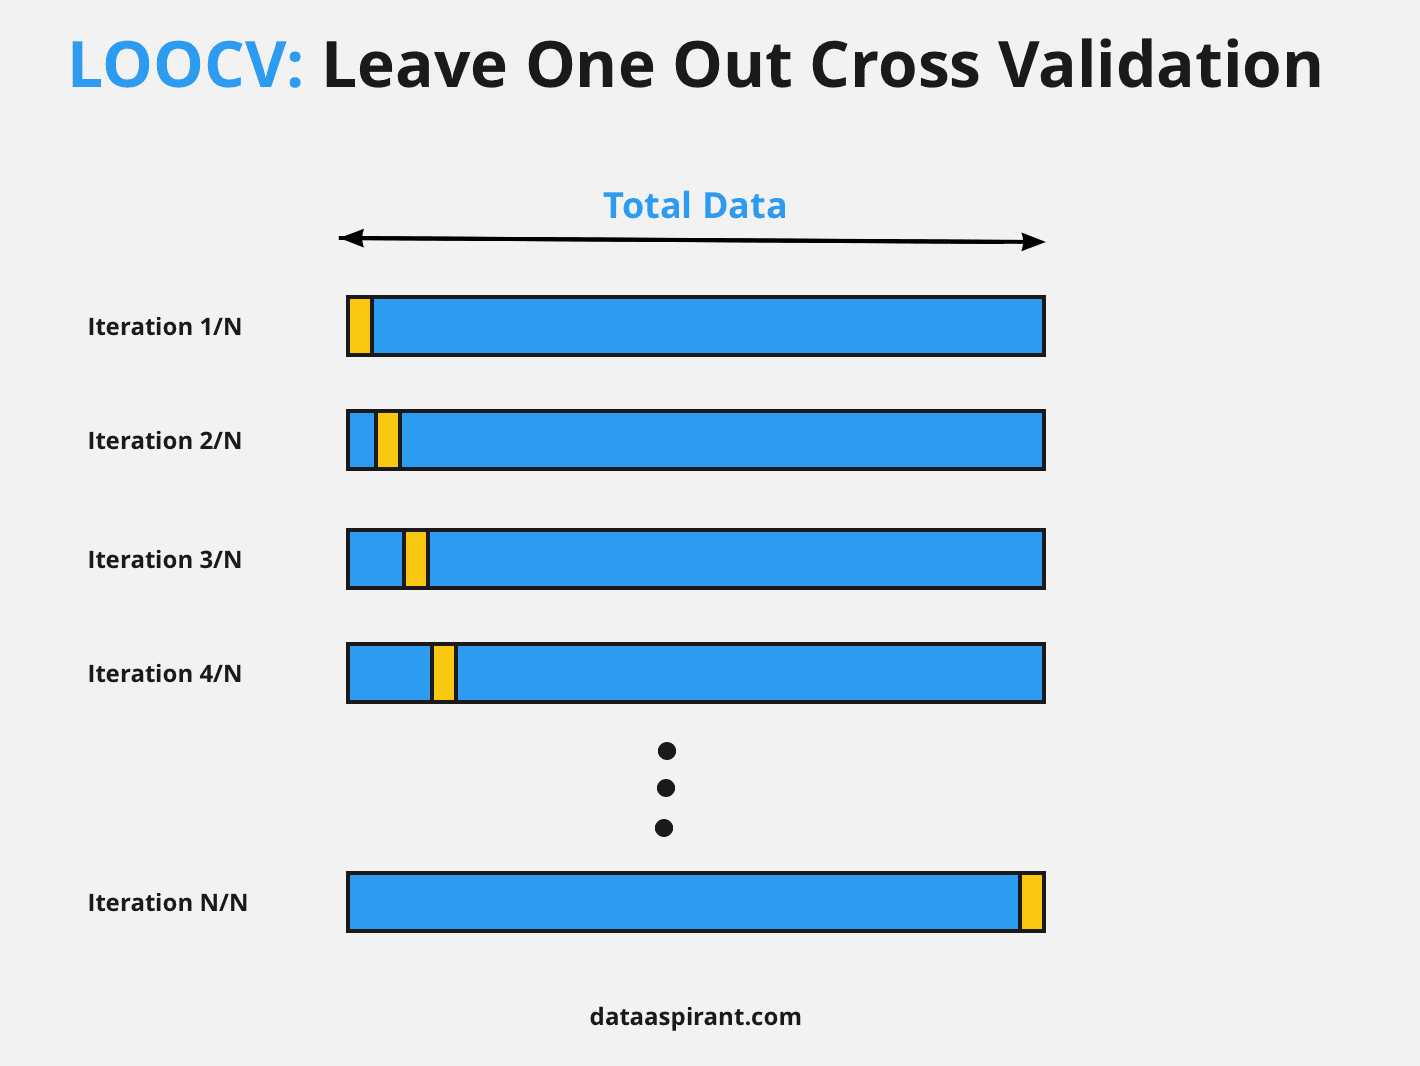 LOOCV: Leave One Out Cross Validation
Total Data
Iteration 1/N
Iteration 2/N
Iteration 3/N
Iteration 4/N
Iteration N/N
dataaspirant.com